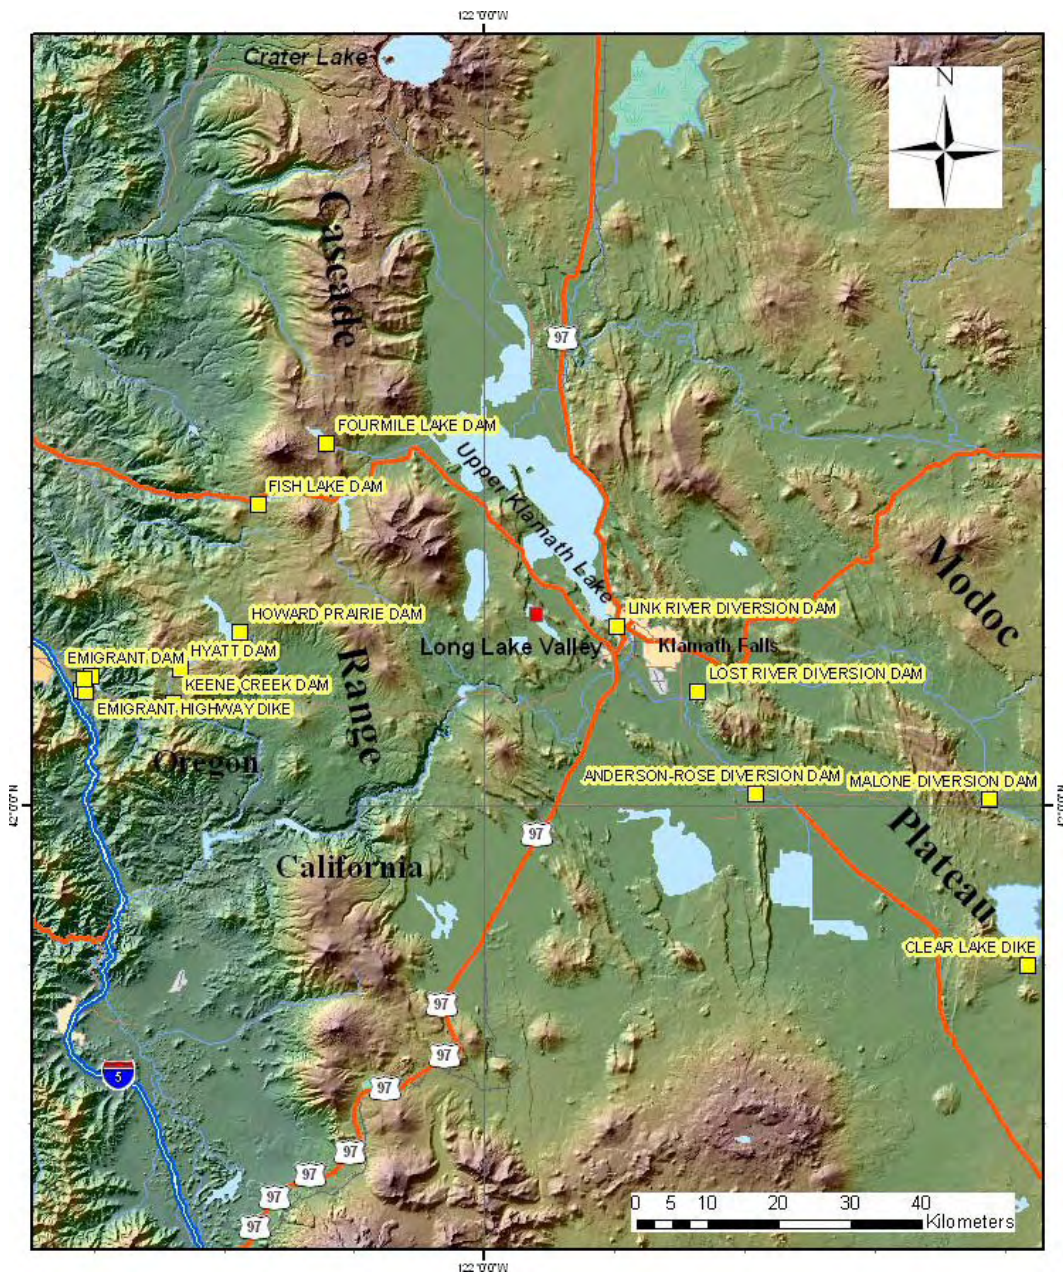 122°0'0"W
Crater Lake
N
Cascade
97
FOURMILE LAKE DAM
Upper Klamath Lake
FISH LAKE DAM
Modoc
HOWARD PRAIRIE DAM
LINK RIVER DIVERSION DAM
HYATT DAM
Long Lake Valley
Klamath Falls
EMIGRANT DAM
KEENE CREEK DAM
LOST RIVER DIVERSION DAM
EMIGRANT HIGHWAY DIKE
Range
Oregon
ANDERSON-ROSE DIVERSION DAM
MALONE DIVERSION DAM
42°0'0"N
42°0'0"N
97
Plateau
California
CLEAR LAKE DIKE
97
97
5
97
97
97
97
97
0 5 10 20 30 40
Kilometers
122°0'0"W